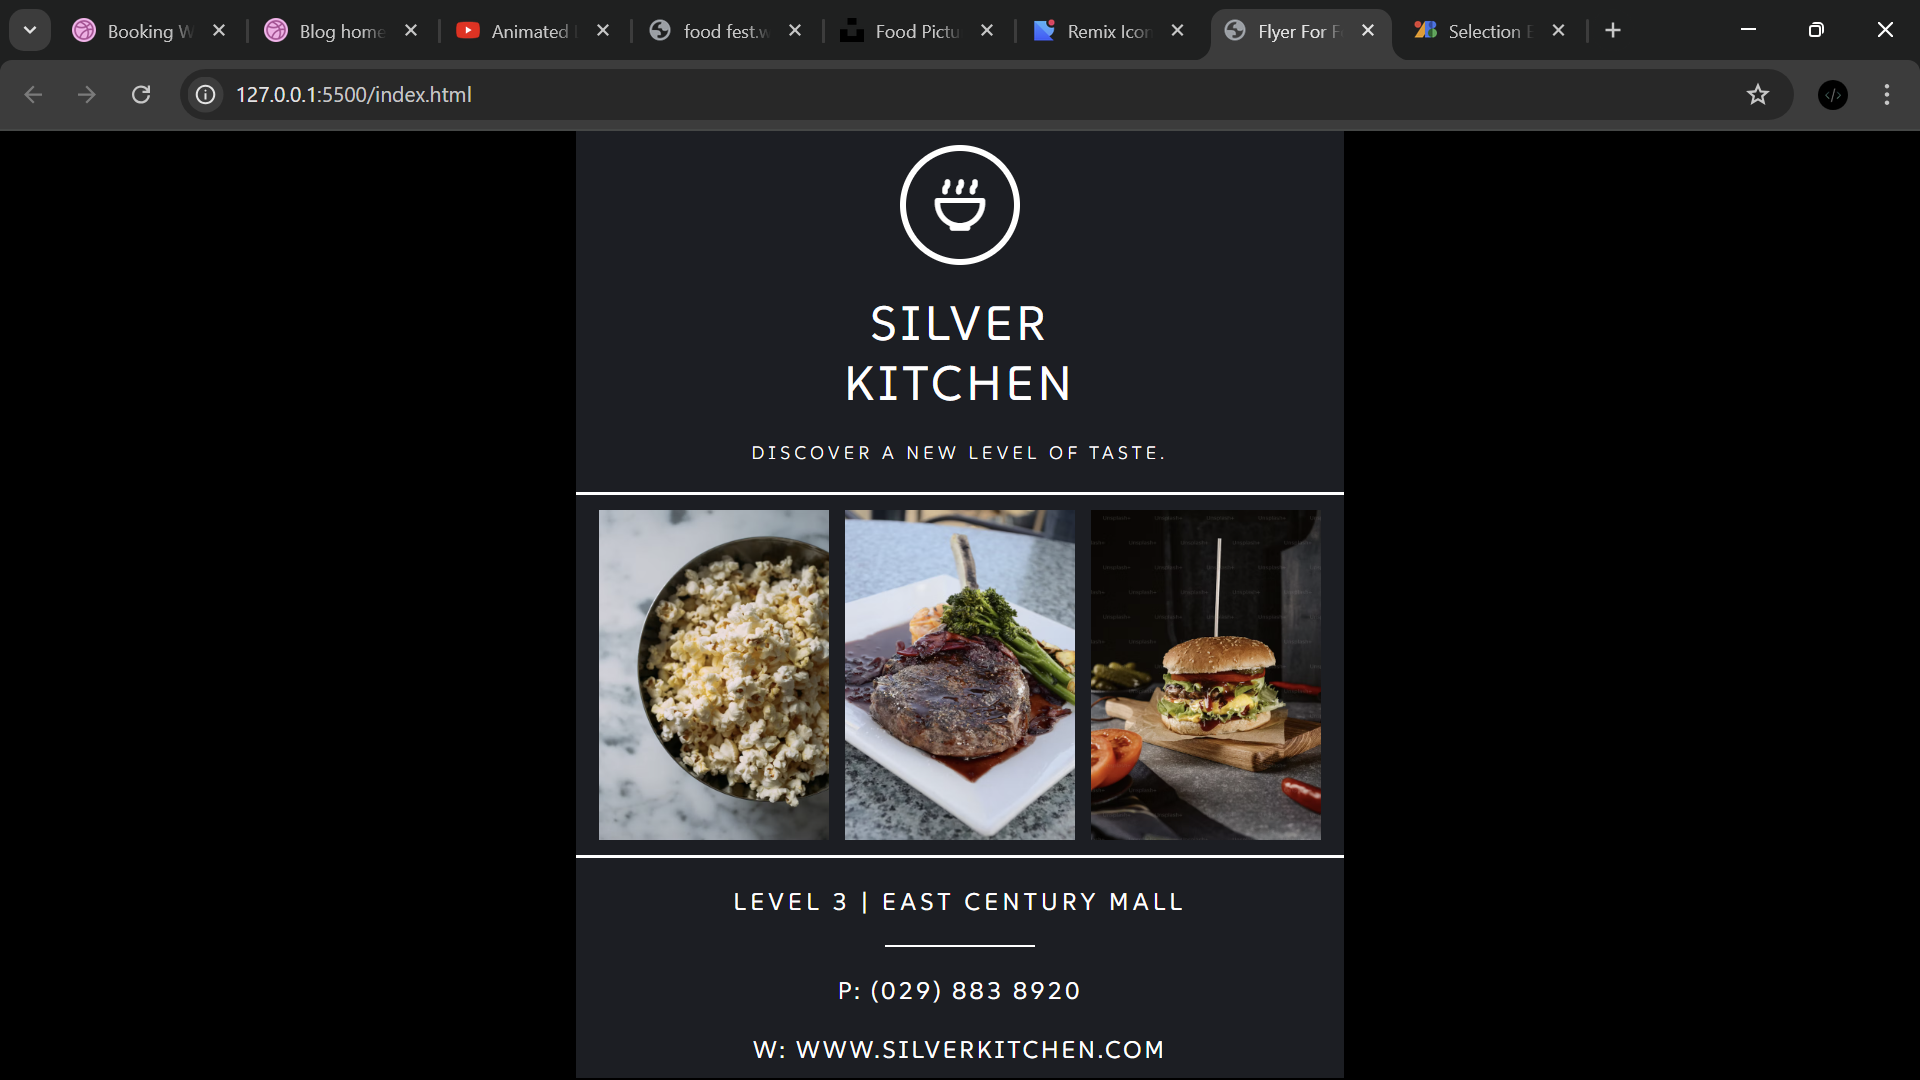 Booking W
Blog home
Animated
food fest.w
Food Pictu
Remix Icon
Flyer For F
Selection
127.0.0.1:5500/index.html
SILVER
KITCHEN
DISCOVER A NEW LEVEL OF TASTE.
LEVEL 3 | EAST CENTURY MALL
P: (029) 883 8920
W: WWW.SILVERKITCHEN.COM